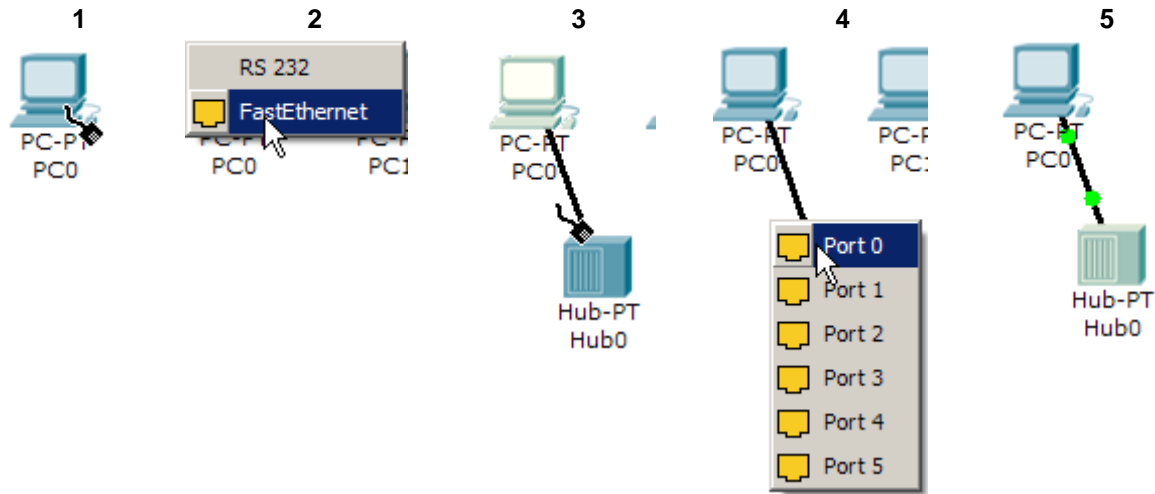 1
PC-PT
PC0
2
RS 232
FastEthernet
PC0
PC1
3
PC-PT
PC0
Hub-PT
Hub0
4
PC-PT
PC0
PC1
Port 0
Port 1
Port 2
Port 3
Port 4
Port 5
5
PC-PT
PC0
Hub-PT
Hub0